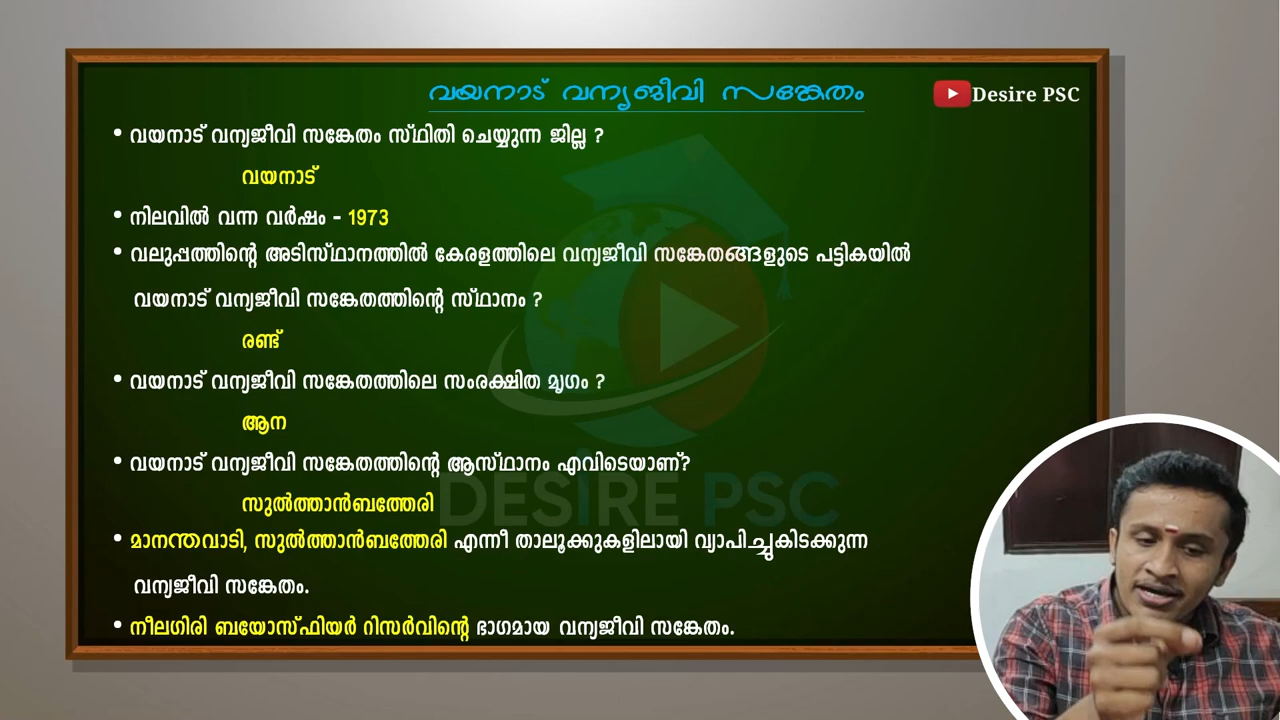 വയനാട് വന്യജീവി സങ്കേതം
Desire PSC
• വയനാട് വന്യജീവി സങ്കേതം സ്ഥിതി ചെയ്യുന്ന ജില്ല ?
വയനാട്
• നിലവിൽ വന്ന വർഷം - 1973
• വലുപ്പത്തിന്റെ അടിസ്ഥാനത്തിൽ കേരളത്തിലെ വന്യജീവി സങ്കേതങ്ങളുടെ പട്ടികയിൽ
വയനാട് വന്യജീവി സങ്കേതത്തിന്റെ സ്ഥാനം ?
രണ്ട്
• വയനാട് വന്യജീവി സങ്കേതത്തിലെ സംരക്ഷിത മൃഗം ?
ആന
• വയനാട് വന്യജീവി സങ്കേതത്തിന്റെ ആസ്ഥാനം എവിടെയാണ്?
സുൽത്താൻബത്തേരി
DESIRE PSC
• മാനന്തവാടി, സുൽത്താൻബത്തേരി എന്നീ താലൂക്കുകളിലായി വ്യാപിച്ചുകിടക്കുന്ന
വന്യജീവി സങ്കേതം.
• നീലഗിരി ബയോസ്ഫിയർ റിസർവിന്റെ ഭാഗമായ വന്യജീവി സങ്കേതം.